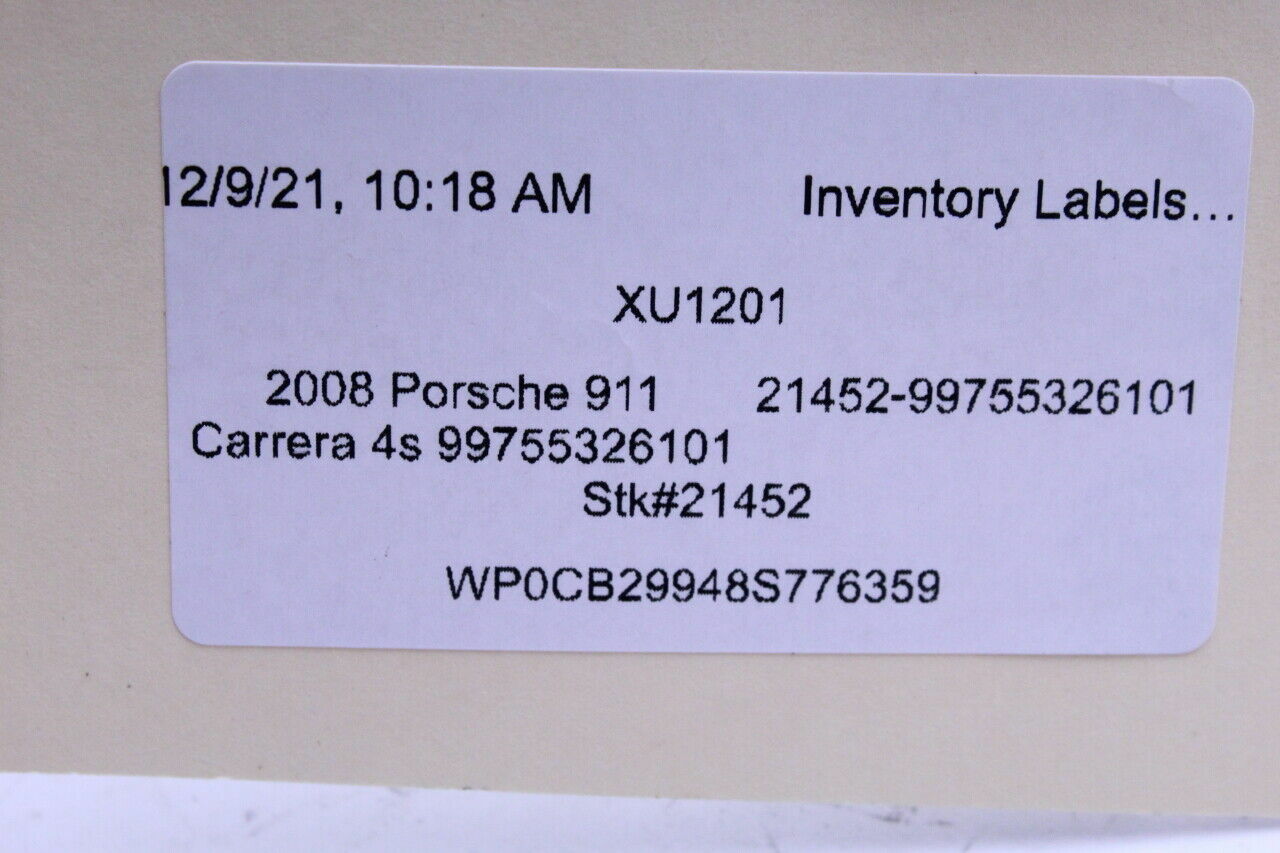 12/9/21, 10:18 AM Inventory Labels...
XU1201
2008 Porsche 911 21452-99755326101
Carrera 4s 99755326101
Stk#21452
WP0CB29948S776359